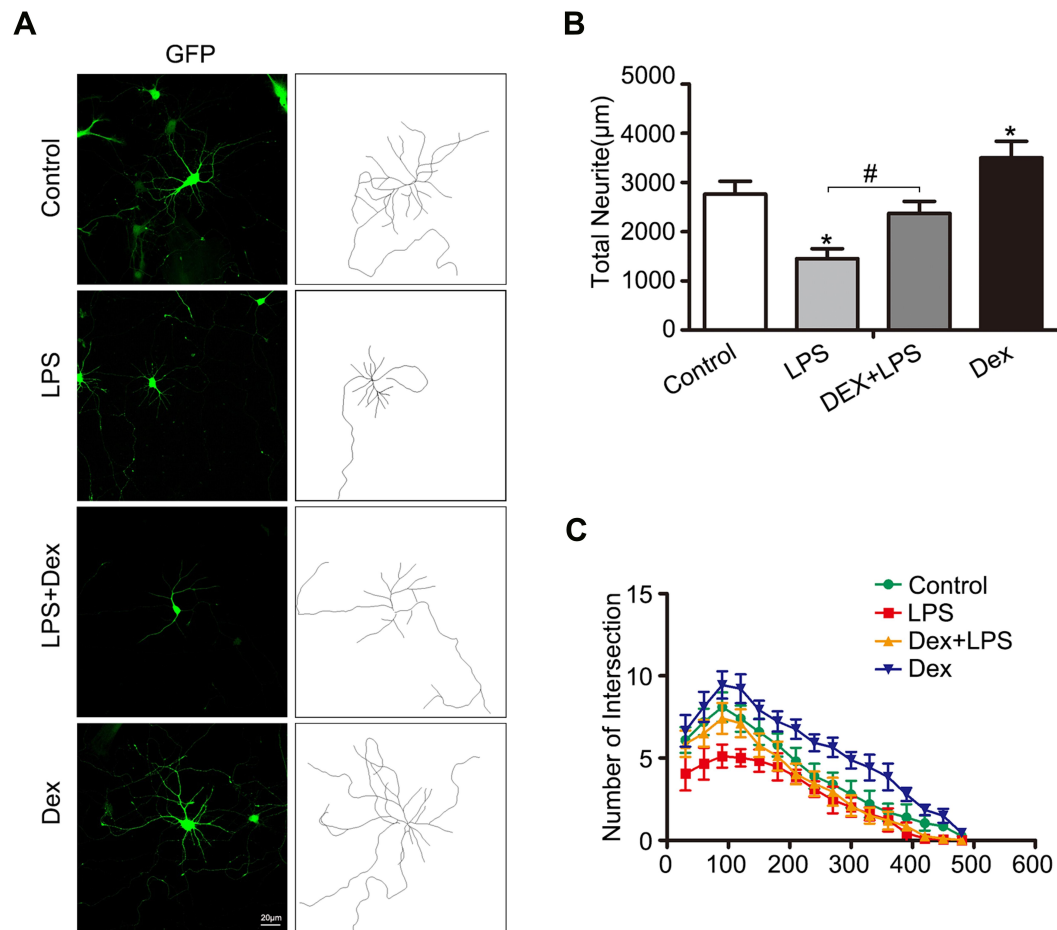 A
GFP
Control
LPS
LPS+Dex
Dex
20μm
B
Total Neurite(μm)
5000
4000
3000
2000
1000
0
*
#
*
Control
LPS
DEX+LPS
Dex
C
Number of Intersection
15
10
5
0
Control
LPS
Dex+LPS
Dex
0 100 200 300 400 500 600